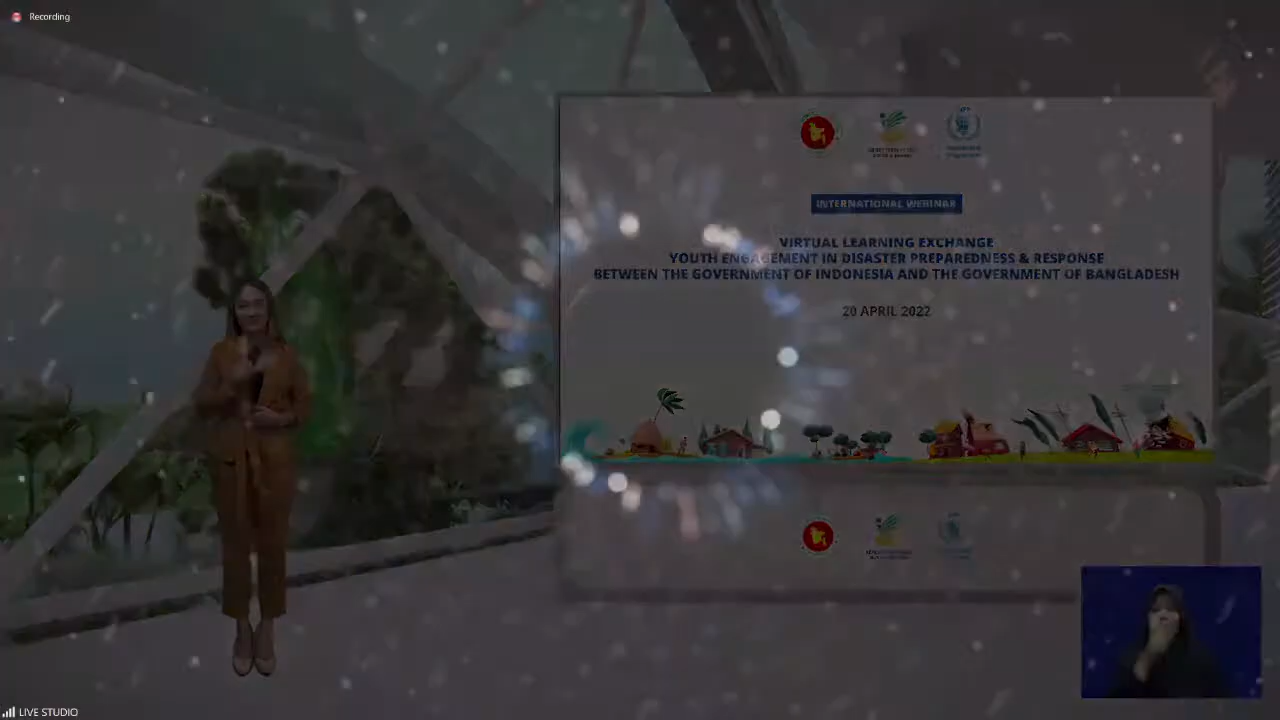 Recording
INTERNATIONAL WEBINAR
VIRTUAL LEARNING EXCHANGE
YOUTH ENGAGEMENT IN DISASTER PREPAREDNESS & RESPONSE
BETWEEN THE GOVERNMENT OF INDONESIA AND THE GOVERNMENT OF BANGLADESH
20 APRIL 2022
LIVE STUDIO